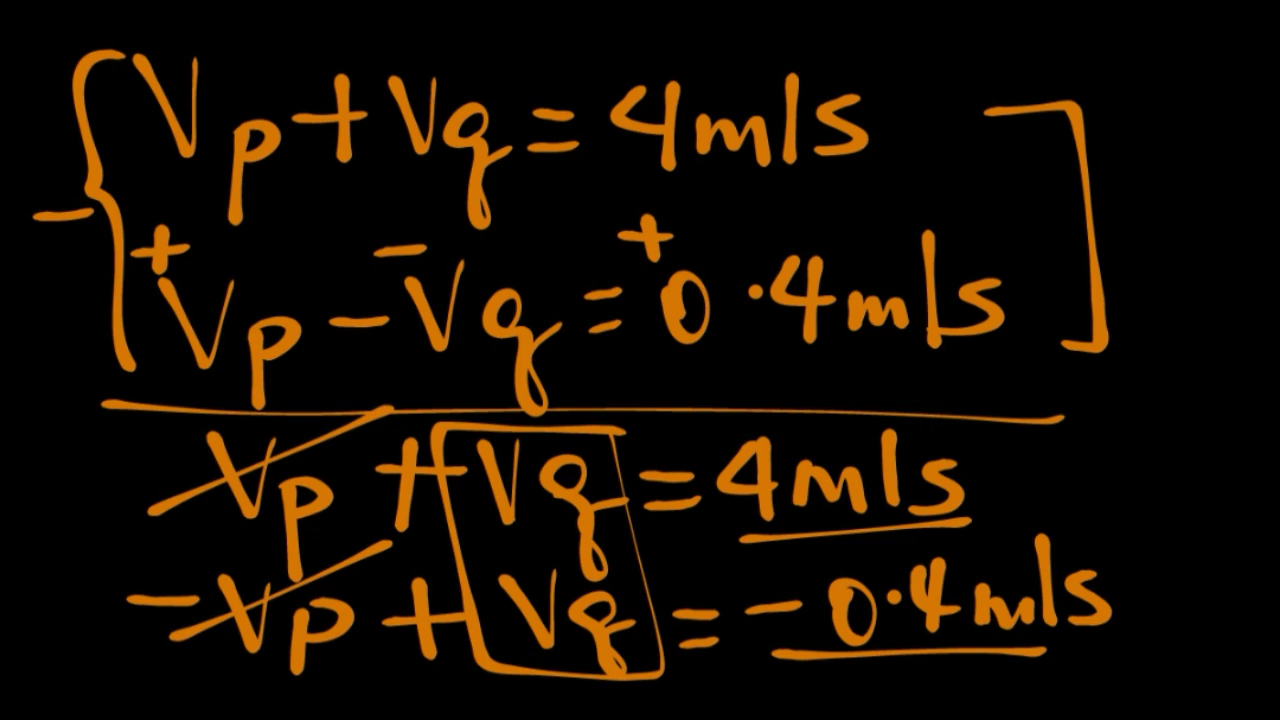 Vp + Vq = 4m/s
- + - +
Vp - Vq = 0.4m/s
Vp + Vq = 4m/s
-Vp + Vq = -0.4m/s